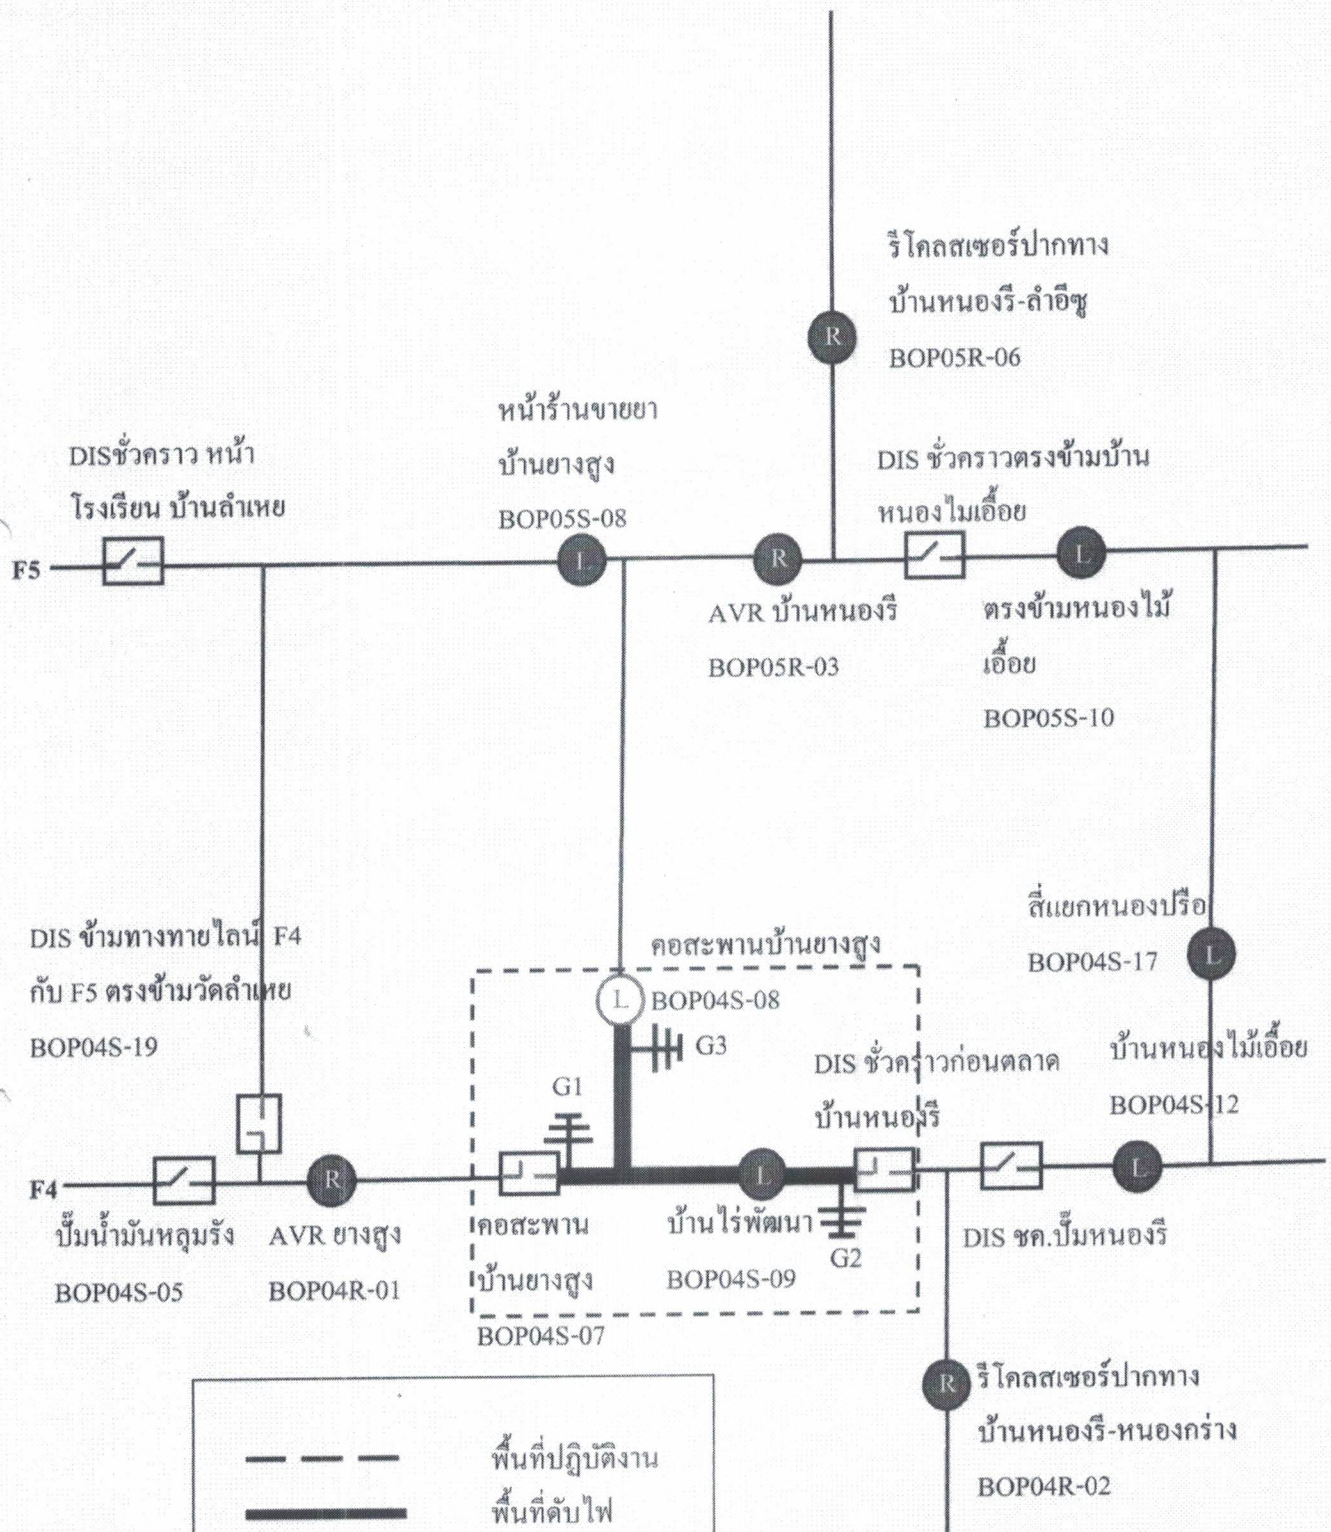 รีโคลสเซอร์ปากทาง
บ้านหนองรี-ลำอีซู
BOP05R-06
R
หน้าร้านขายยา
บ้านยางสูง
BOP05S-08
DISชั่วคราว หน้า
โรงเรียน บ้านลำเหย
DIS ชั่วคราวตรงข้ามบ้าน
หนองไมเอื้อย
F5
L
R
L
AVR บ้านหนองรี
BOP05R-03
ตรงข้ามหนองไม้
เอื้อย
BOP05S-10
สี่แยกหนองปรือ
BOP04S-17
L
DIS ข้ามทางทายไลน์ F4
กับ F5 ตรงข้ามวัดลำเหย
BOP04S-19
คอสะพานบ้านยางสูง
BOP04S-08
L
G3
G1
DIS ชั่วคราวก่อนตลาด
บ้านหนองรี
บ้านหนองไม้เอื้อย
BOP04S-12
F4
R
L
L
ปั๊มน้ำมันหลุมรัง
BOP04S-05
AVR ยางสูง
BOP04R-01
คอสะพาน
บ้านยางสูง
BOP04S-07
บ้านไร่พัฒนา
BOP04S-09
G2
DIS ชค.ปั๊มหนองรี
R
รีโคลสเซอร์ปากทาง
บ้านหนองรี-หนองกร่าง
BOP04R-02
พื้นที่ปฏิบัติงาน
พื้นที่ดับไฟ